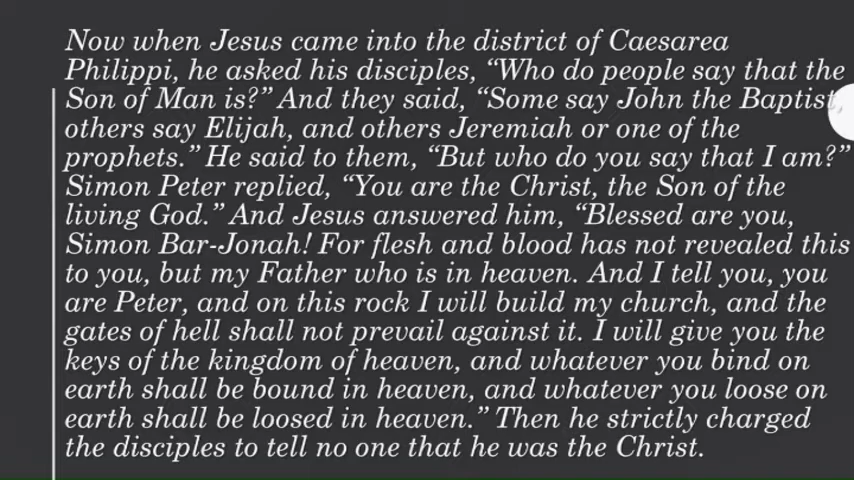 Now when Jesus came into the district of Caesarea
Philippi, he asked his disciples, “Who do people say that the
Son of Man is?” And they said, “Some say John the Baptist,
others say Elijah, and others Jeremiah or one of the
prophets.” He said to them, “But who do you say that I am?”
Simon Peter replied, “You are the Christ, the Son of the
living God.” And Jesus answered him, “Blessed are you,
Simon Bar-Jonah! For flesh and blood has not revealed this
to you, but my Father who is in heaven. And I tell you, you
are Peter, and on this rock I will build my church, and the
gates of hell shall not prevail against it. I will give you the
keys of the kingdom of heaven, and whatever you bind on
earth shall be bound in heaven, and whatever you loose on
earth shall be loosed in heaven.” Then he strictly charged
the disciples to tell no one that he was the Christ.